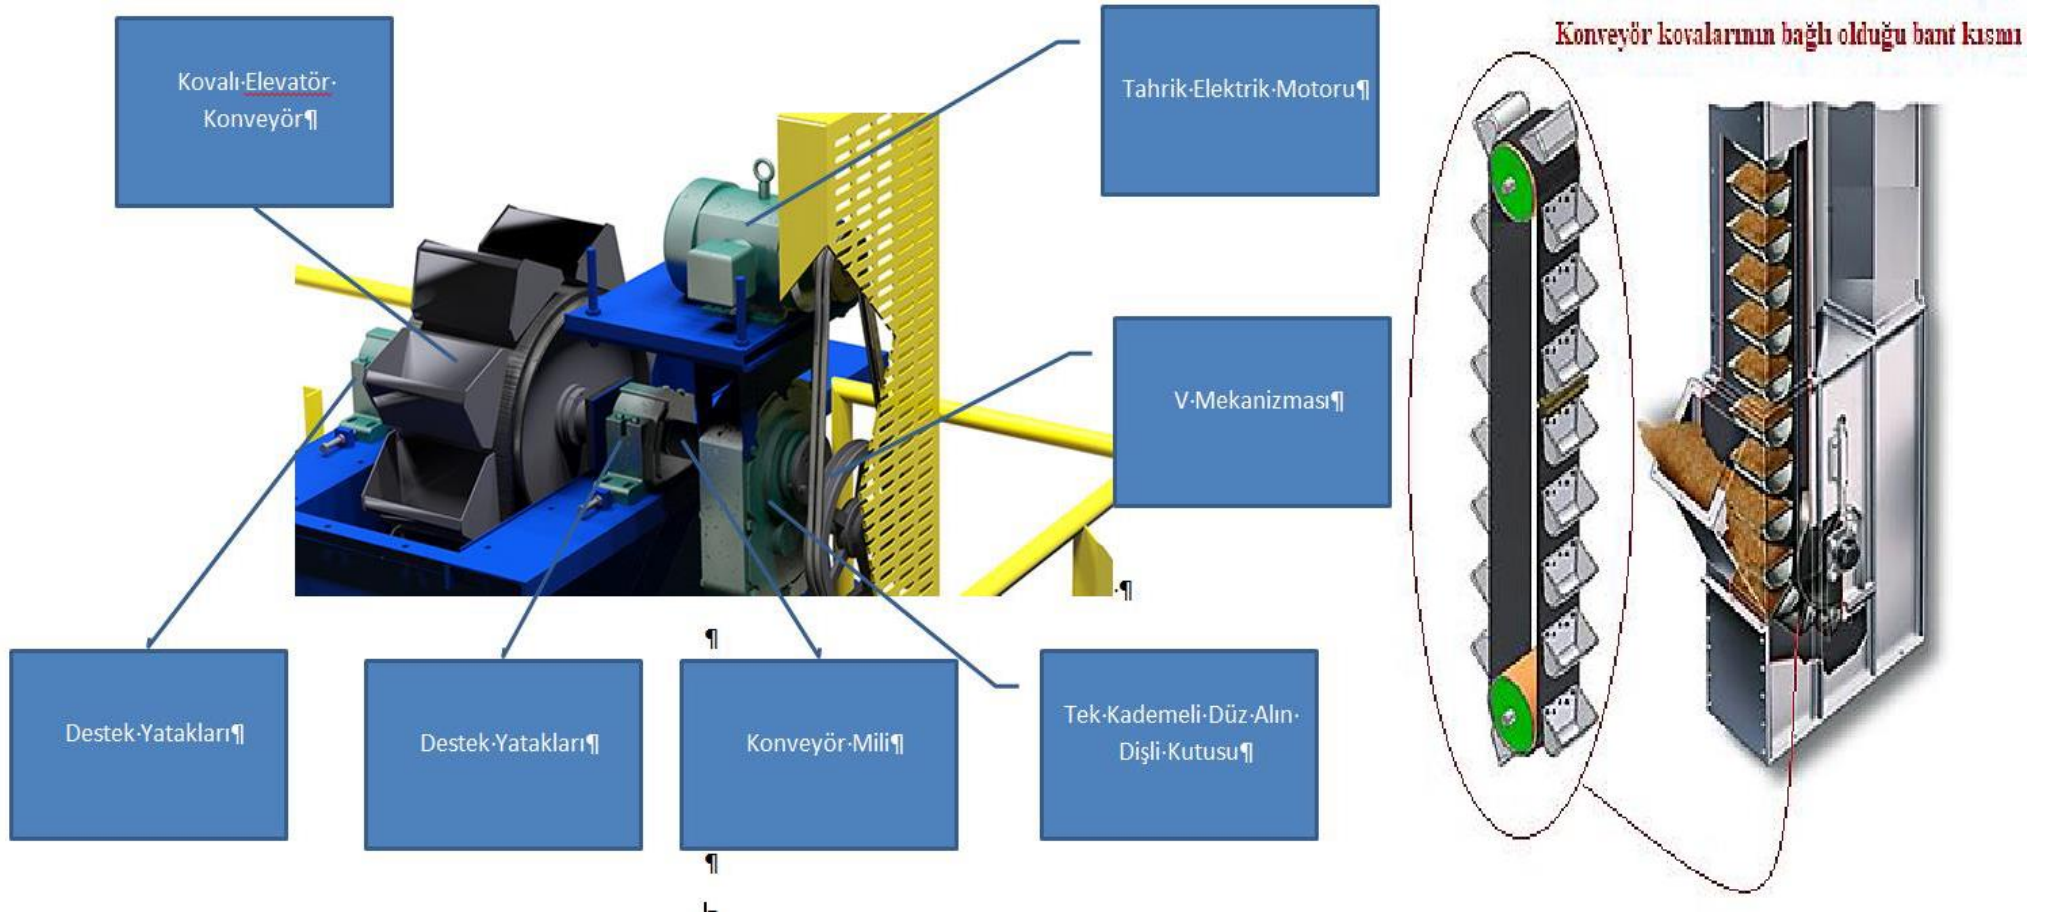 Konveyör kovalarının bağlı olduğu bant kısmı
Kovalı·Elevatör·
Konveyör¶
Tahrik·Elektrik·Motoru¶
V·Mekanizması¶
·¶
¶
Destek·Yatakları¶
Destek·Yatakları¶
Konveyör·Mili¶
Tek·Kademeli·Düz·Alın·
Dişli·Kutusu¶
¶